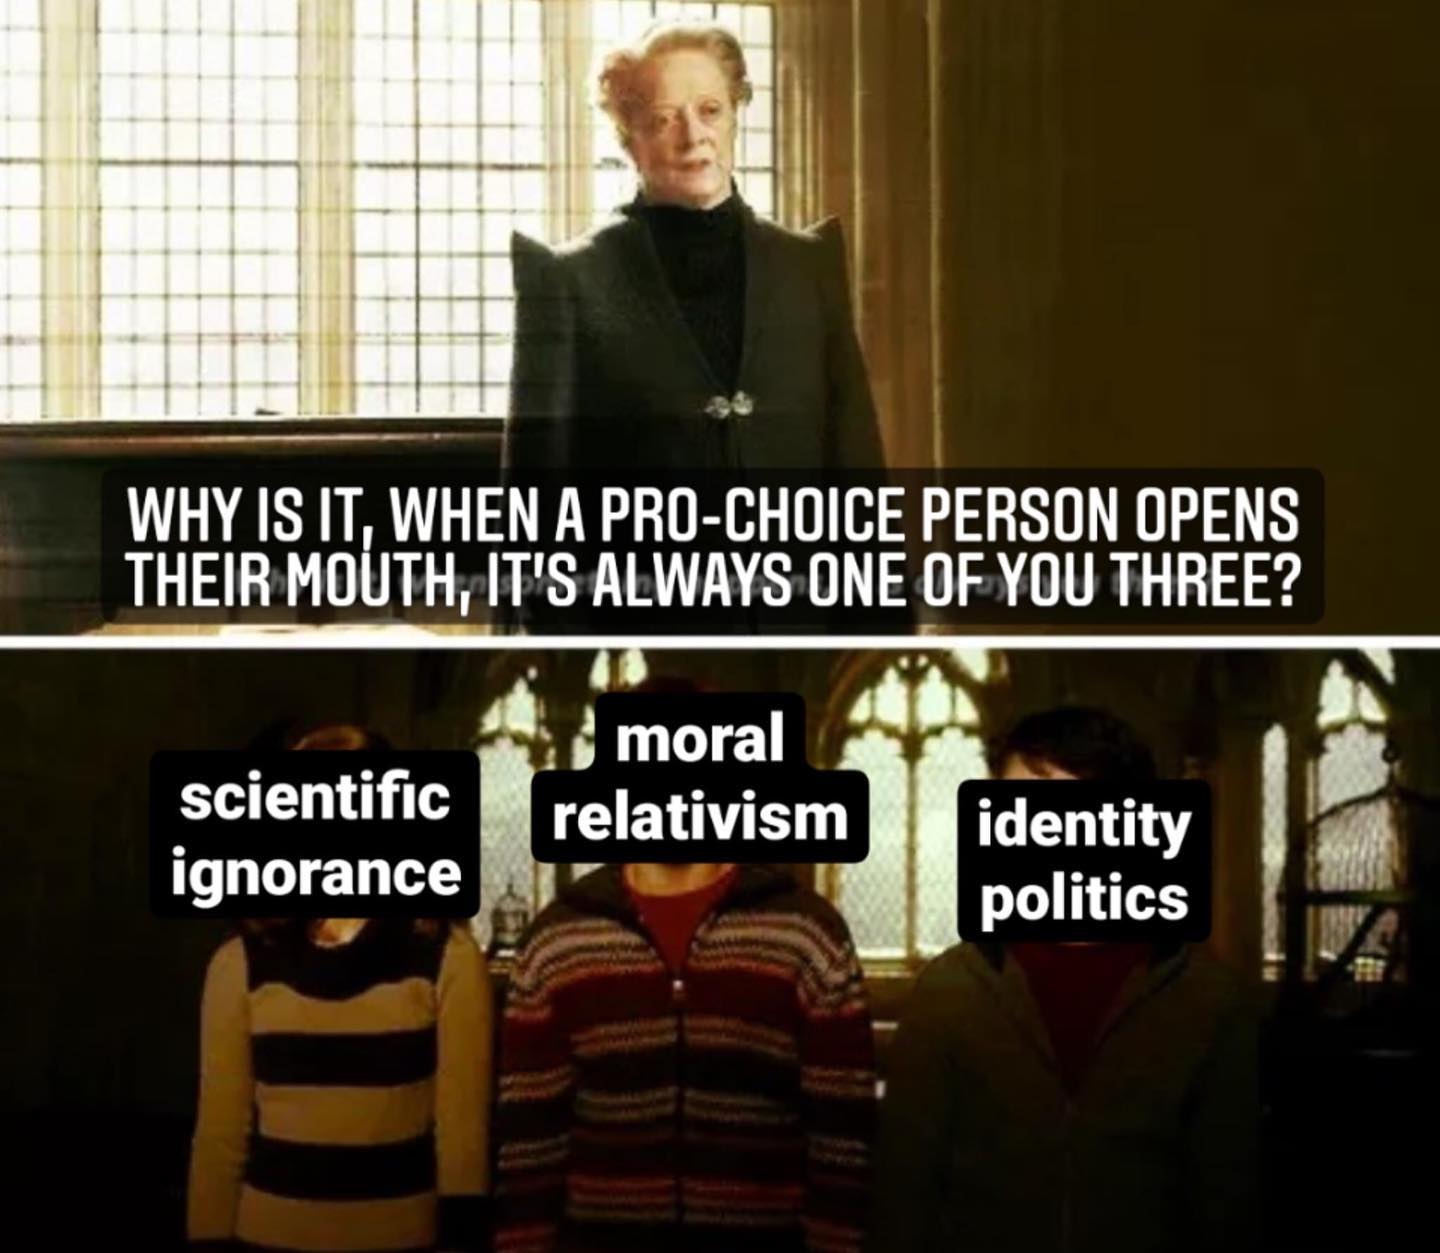 WHY IS IT, WHEN A PRO-CHOICE PERSON OPENS
THEIR MOUTH, IT'S ALWAYS ONE OF YOU THREE?
scientific
ignorance
moral
relativism
identity
politics